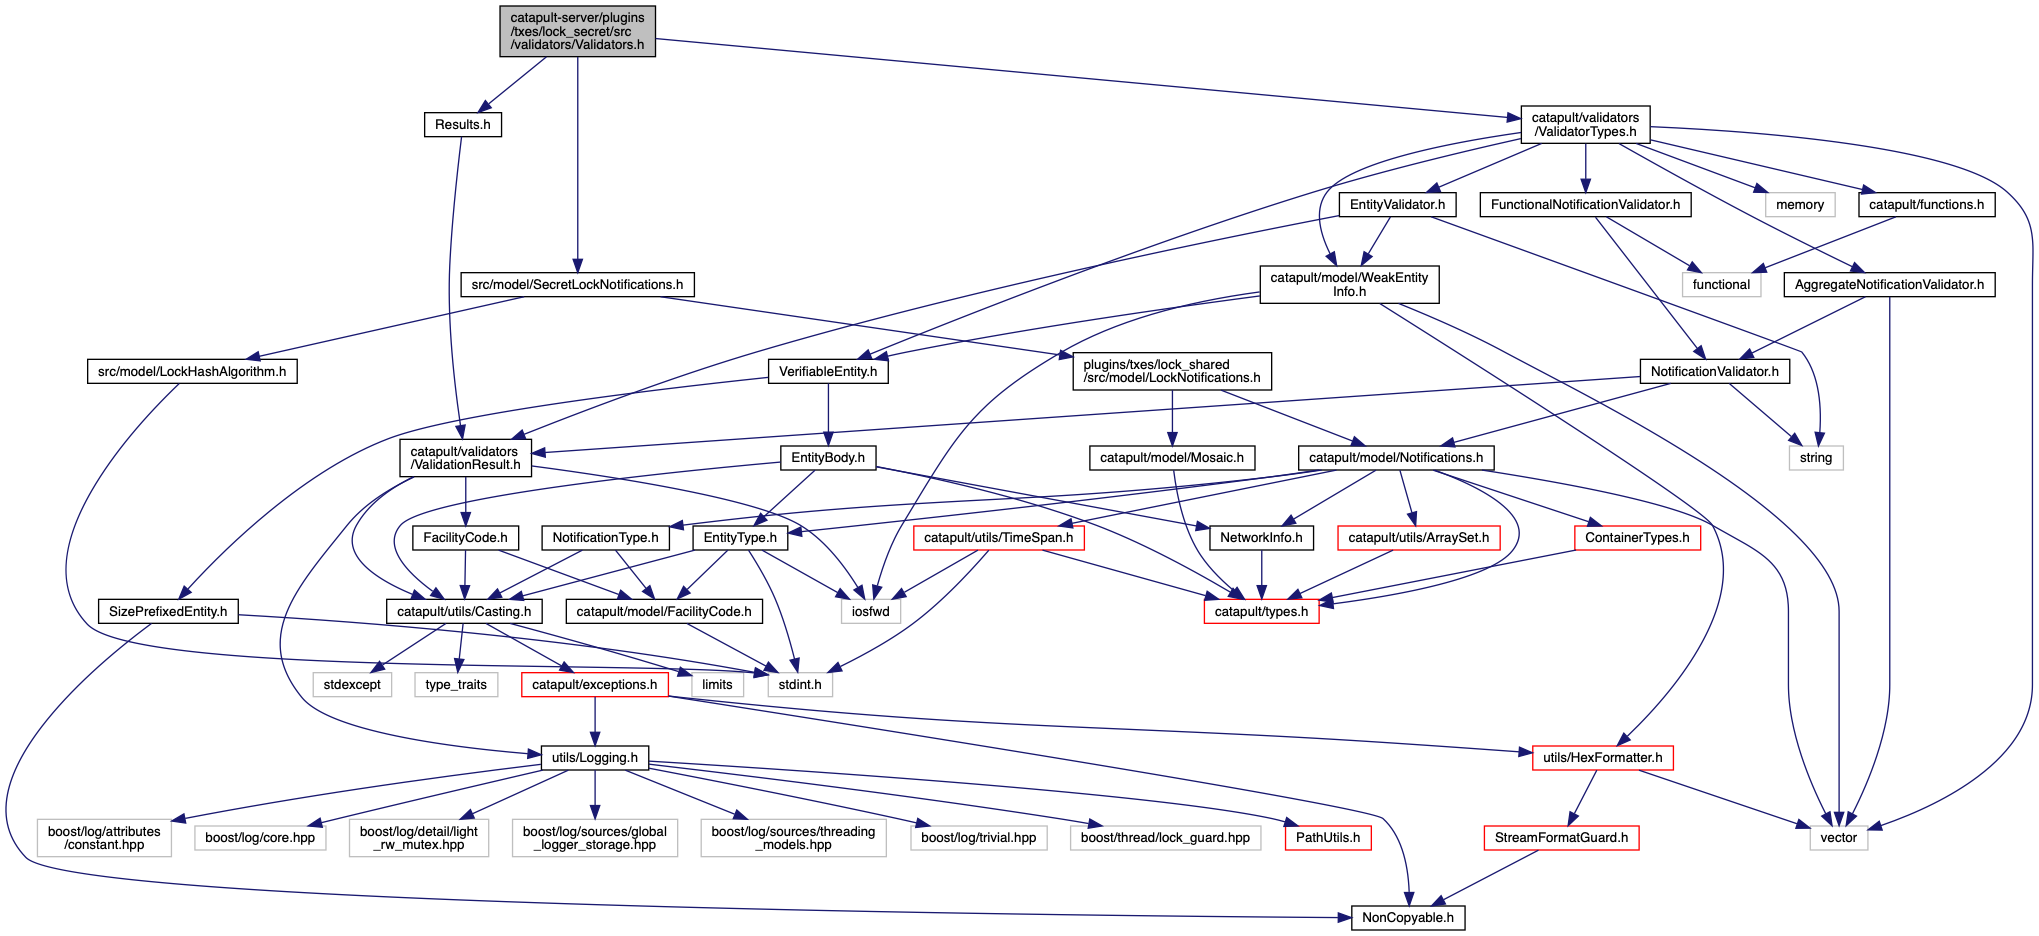 catapult-server/plugins
/txes/lock_secret/src
/validators/Validators.h
Results.h
catapult/validators
/ValidatorTypes.h
EntityValidator.h
FunctionalNotificationValidator.h
memory
catapult/functions.h
src/model/SecretLockNotifications.h
catapult/model/WeakEntity
Info.h
functional
AggregateNotificationValidator.h
src/model/LockHashAlgorithm.h
VerifiableEntity.h
plugins/txes/lock_shared
/src/model/LockNotifications.h
NotificationValidator.h
catapult/validators
/ValidationResult.h
EntityBody.h
catapult/model/Mosaic.h
catapult/model/Notifications.h
string
FacilityCode.h
NotificationType.h
EntityType.h
catapult/utils/TimeSpan.h
NetworkInfo.h
catapult/utils/ArraySet.h
ContainerTypes.h
SizePrefixedEntity.h
catapult/utils/Casting.h
catapult/model/FacilityCode.h
iosfwd
catapult/types.h
stdexcept
type_traits
catapult/exceptions.h
limits
stdint.h
utils/Logging.h
utils/HexFormatter.h
boost/log/attributes
/constant.hpp
boost/log/core.hpp
boost/log/detail/light
_rw_mutex.hpp
boost/log/sources/global
_logger_storage.hpp
boost/log/sources/threading
_models.hpp
boost/log/trivial.hpp
boost/thread/lock_guard.hpp
PathUtils.h
StreamFormatGuard.h
vector
NonCopyable.h